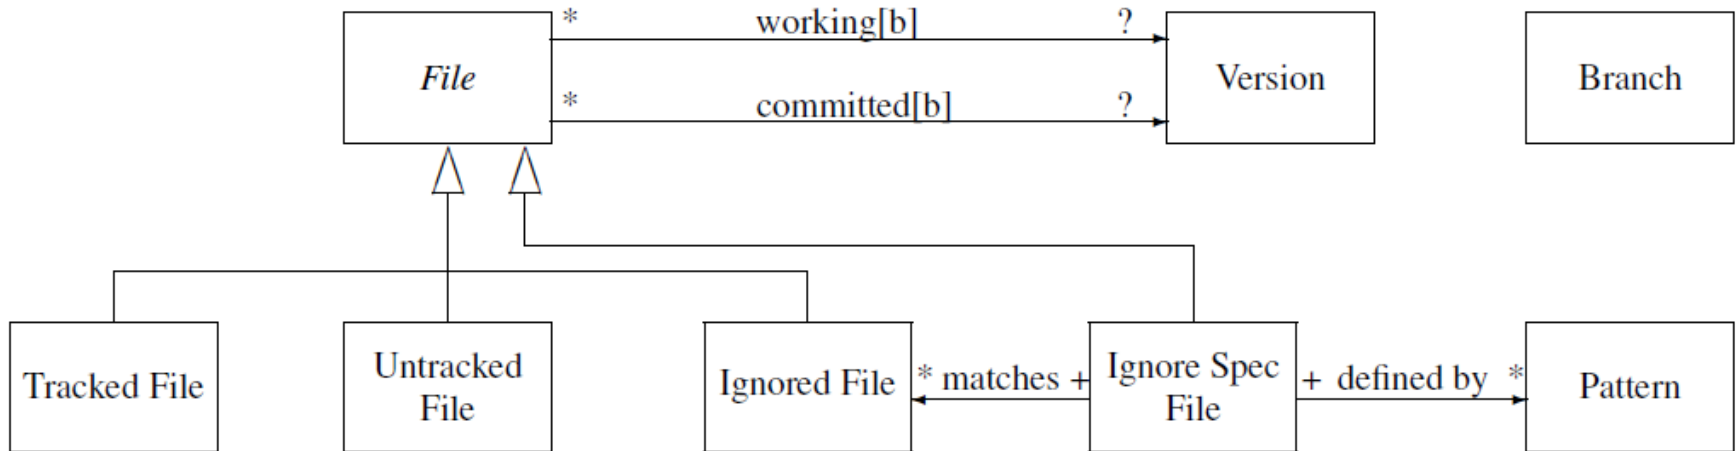 * working[b] ?
File
Version
Branch
* committed[b] ?
Tracked File
Untracked
File
Ignored File
* matches +
Ignore Spec
File
+ defined by *
Pattern